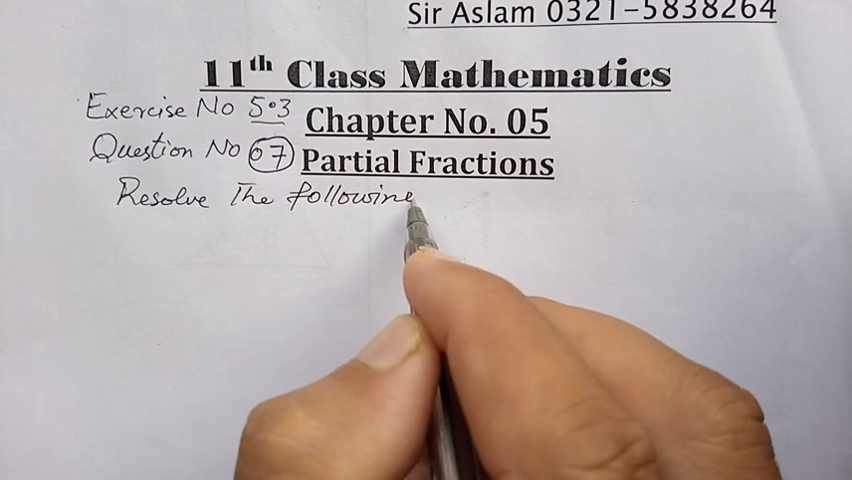 Sir Aslam 0321-5838264
11th Class Mathematics
Exercise No 5.3
Chapter No. 05
Question No 07
Partial Fractions
Resolve The following